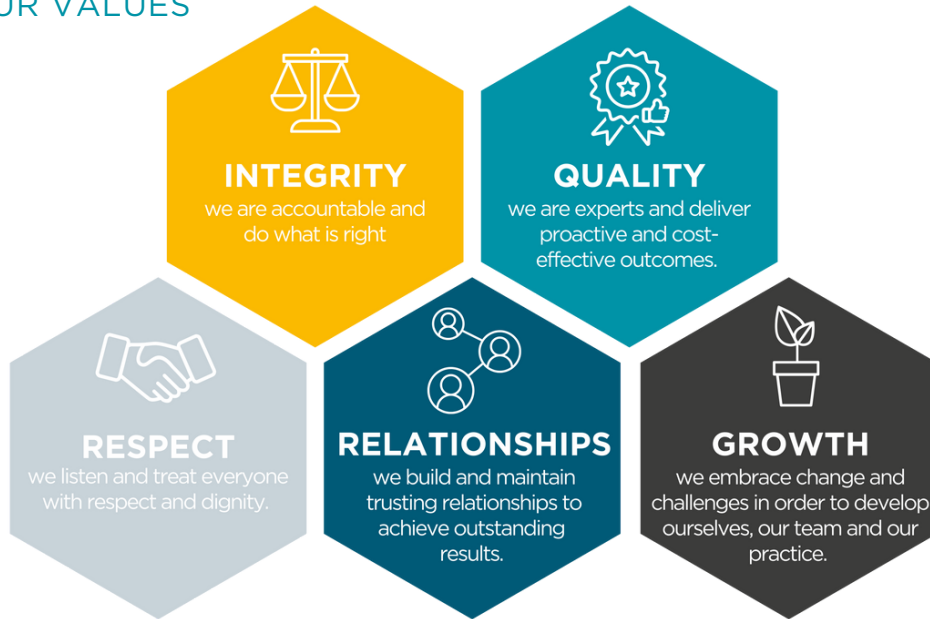 UR VALUES
INTEGRITY
we are accountable and
do what is right
QUALITY
we are experts and deliver
proactive and cost-
effective outcomes.
RESPECT
we listen and treat everyone
with respect and dignity.
RELATIONSHIPS
we build and maintain
trusting relationships to
achieve outstanding
results.
GROWTH
we embrace change and
challenges in order to develop
ourselves, our team and our
practice.